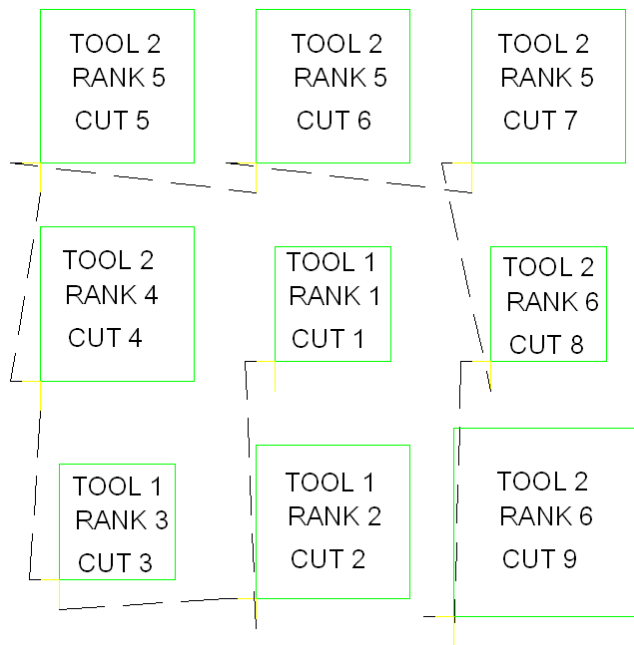 TOOL 2
RANK 5
CUT 5
TOOL 2
RANK 5
CUT 6
TOOL 2
RANK 5
CUT 7
TOOL 2
RANK 4
CUT 4
TOOL 1
RANK 1
CUT 1
TOOL 2
RANK 6
CUT 8
TOOL 1
RANK 3
CUT 3
TOOL 1
RANK 2
CUT 2
TOOL 2
RANK 6
CUT 9